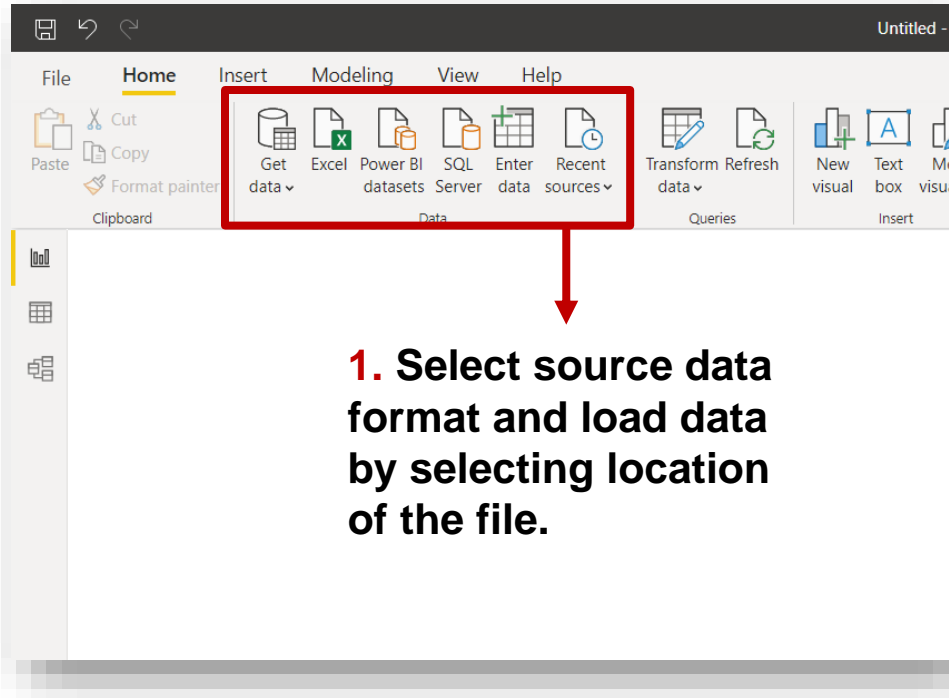 Untitled -
File Home Insert Modeling View Help
Paste
Cut
Copy
Format painter
Clipboard
Get data
Excel
X
Power BI datasets
SQL Server
Enter data
Recent sources
Data
Transform data
Refresh
Queries
New visual
A
Text box
Insert
1. Select source data
format and load data
by selecting location
of the file.